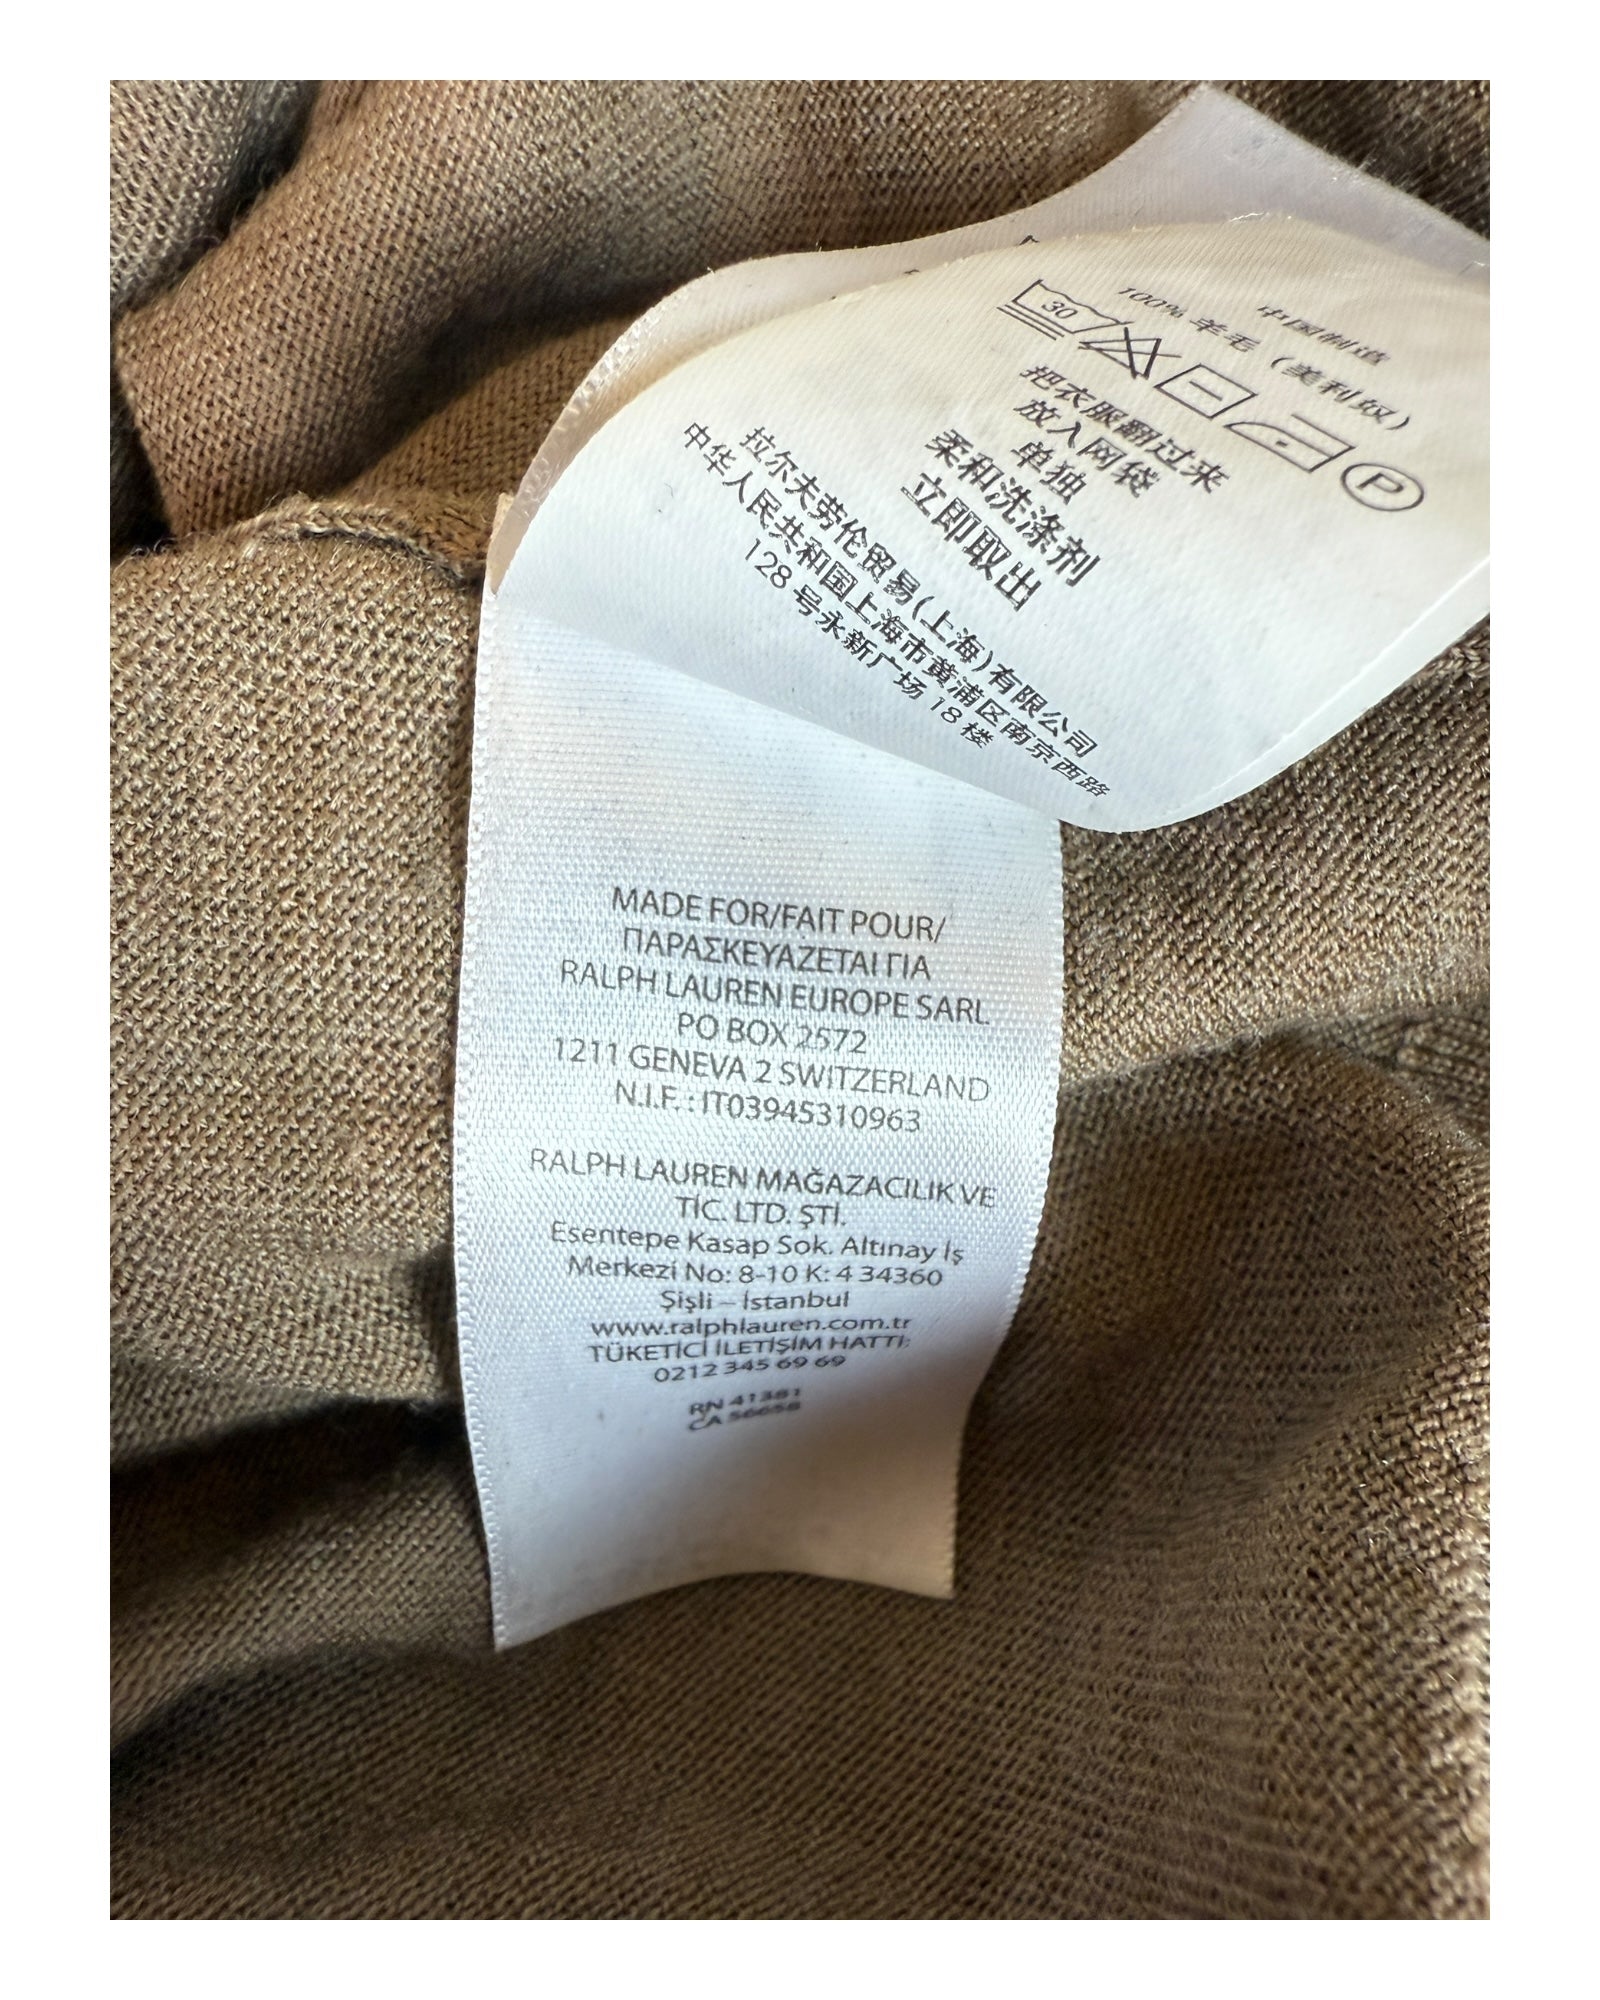 中国制造
100% 羊毛 (美利奴)
30
P
把衣服翻过来
放入网袋
单独
柔和洗涤剂
立即取出
拉尔夫劳伦贸易(上海)有限公司
中华人民共和国上海市黄浦区南京西路
128 号永新广场 18 楼
MADE FOR/FAIT POUR/
ΠΑΡΑΣΚΕΥΑΖΕΤΑΙ ΓΙΑ
RALPH LAUREN EUROPE SARL
PO BOX 2572
1211 GENEVA 2 SWITZERLAND
N.I.F. : IT03945310963
RALPH LAUREN MAĞAZACILIK VE
TİC. LTD. ŞTİ.
Esentepe Kasap Sok. Altınay İş
Merkezi No: 8-10 K: 4 34360
Şişli – İstanbul
www.ralphlauren.com.tr
TÜKETİCİ İLETİŞİM HATTI:
0212 345 69 69
RN 41381
CA 56658